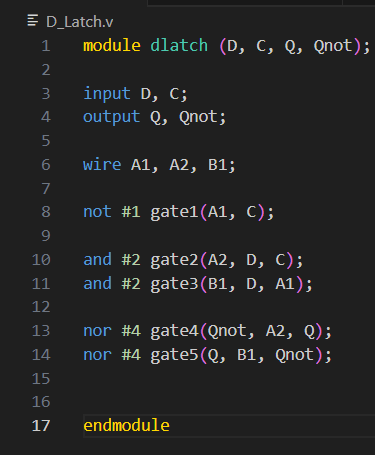 D_Latch.v
1 module dlatch (D, C, Q, Qnot);
2
3 input D, C;
4 output Q, Qnot;
5
6 wire A1, A2, B1;
7
8 not #1 gate1(A1, C);
9
10 and #2 gate2(A2, D, C);
11 and #2 gate3(B1, D, A1);
12
13 nor #4 gate4(Qnot, A2, Q);
14 nor #4 gate5(Q, B1, Qnot);
15
16
17 endmodule